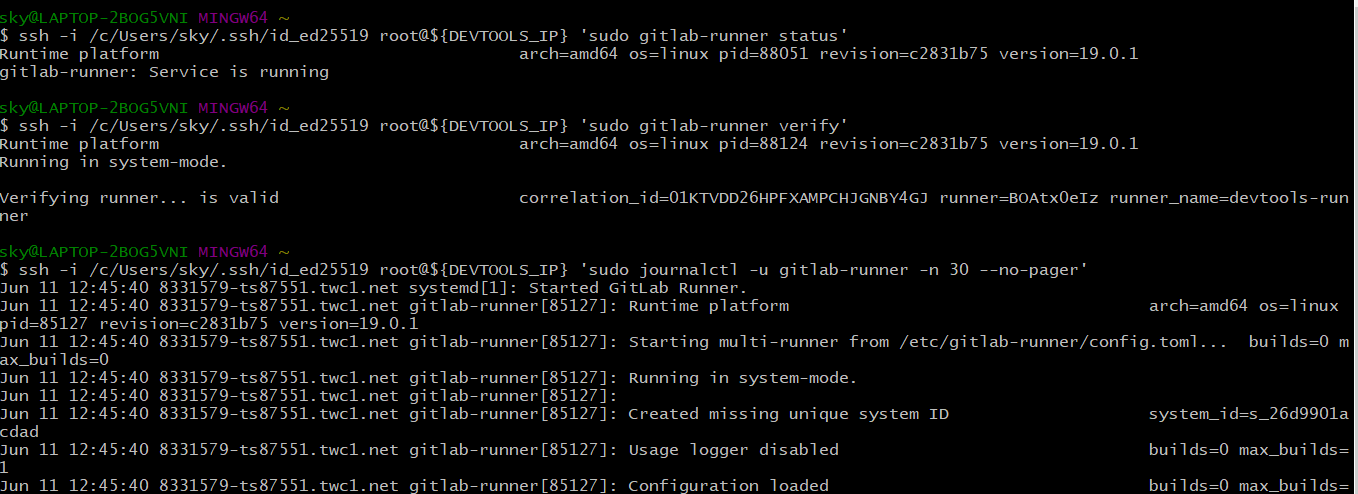 sky@LAPTOP-2BOG5VNI MINGW64 ~
$ ssh -i /c/Users/sky/.ssh/id_ed25519 root@${DEVTOOLS_IP} 'sudo gitlab-runner status'
Runtime platform                                    arch=amd64 os=linux pid=88051 revision=c2831b75 version=19.0.1
gitlab-runner: Service is running
sky@LAPTOP-2BOG5VNI MINGW64 ~
$ ssh -i /c/Users/sky/.ssh/id_ed25519 root@${DEVTOOLS_IP} 'sudo gitlab-runner verify'
Runtime platform                                    arch=amd64 os=linux pid=88124 revision=c2831b75 version=19.0.1
Running in system-mode.
Verifying runner... is valid                        correlation_id=01KTVDD26HPFXAMPCHJGNBY4GJ runner=BOAtx0eIz runner_name=devtools-run
ner
sky@LAPTOP-2BOG5VNI MINGW64 ~
$ ssh -i /c/Users/sky/.ssh/id_ed25519 root@${DEVTOOLS_IP} 'sudo journalctl -u gitlab-runner -n 30 --no-pager'
Jun 11 12:45:40 8331579-ts87551.twc1.net systemd[1]: Started GitLab Runner.
Jun 11 12:45:40 8331579-ts87551.twc1.net gitlab-runner[85127]: Runtime platform                                    arch=amd64 os=linux
pid=85127 revision=c2831b75 version=19.0.1
Jun 11 12:45:40 8331579-ts87551.twc1.net gitlab-runner[85127]: Starting multi-runner from /etc/gitlab-runner/config.toml...  builds=0 m
ax_builds=0
Jun 11 12:45:40 8331579-ts87551.twc1.net gitlab-runner[85127]: Running in system-mode.
Jun 11 12:45:40 8331579-ts87551.twc1.net gitlab-runner[85127]:
Jun 11 12:45:40 8331579-ts87551.twc1.net gitlab-runner[85127]: Created missing unique system ID                    system_id=s_26d9901a
cdad
Jun 11 12:45:40 8331579-ts87551.twc1.net gitlab-runner[85127]: Usage logger disabled                               builds=0 max_builds=
1
Jun 11 12:45:40 8331579-ts87551.twc1.net gitlab-runner[85127]: Configuration loaded                                builds=0 max_builds=